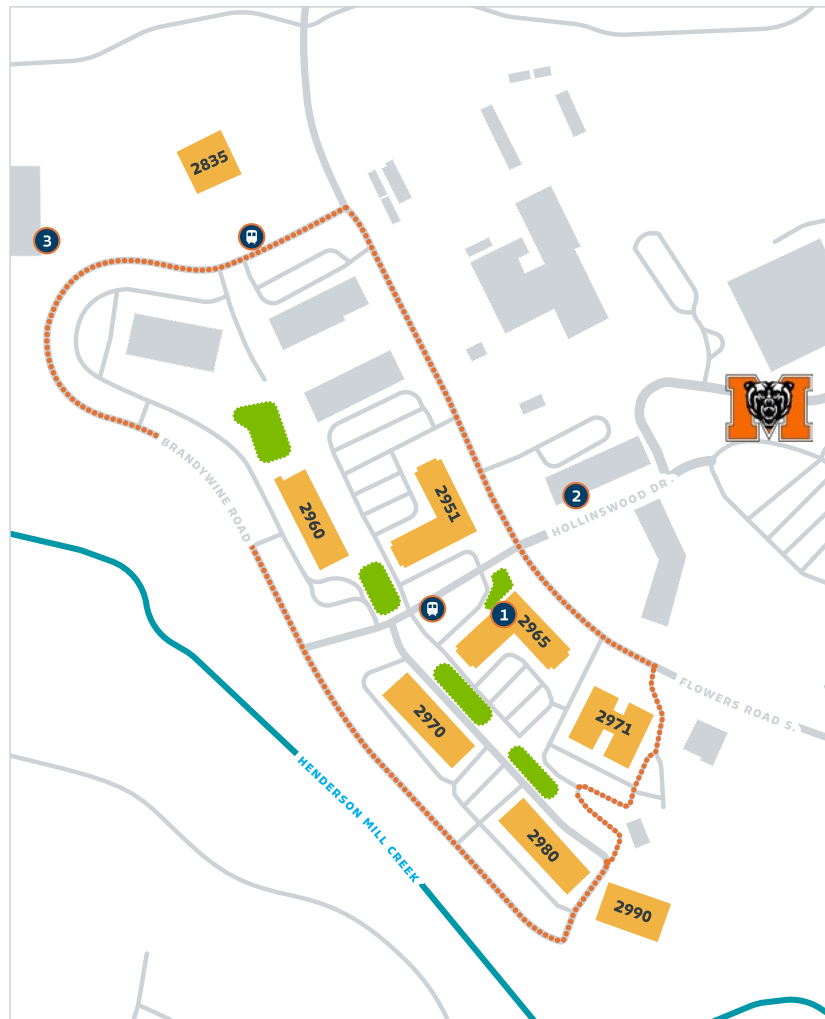 2835
3
BRANDYWINE ROAD
2960
2951
2
HOLLINSWOOD DR.
1
2965
FLOWERS ROAD S.
2970
2971
HENDERSON MILL CREEK
2980
2990
M